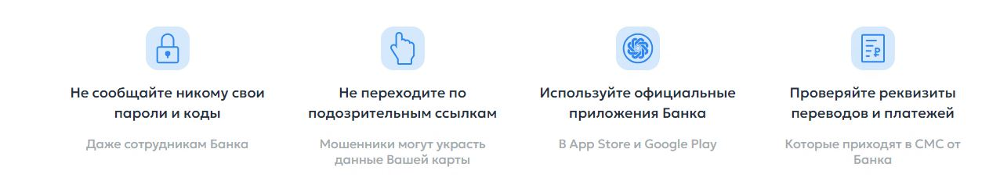 Не сообщайте никому свои
пароли и коды
Даже сотрудникам Банка
Не переходите по
подозрительным ссылкам
Мошенники могут украсть
данные Вашей карты
Используйте официальные
приложения Банка
В App Store и Google Play
Проверяйте реквизиты
переводов и платежей
Которые приходят в СМС от
Банка